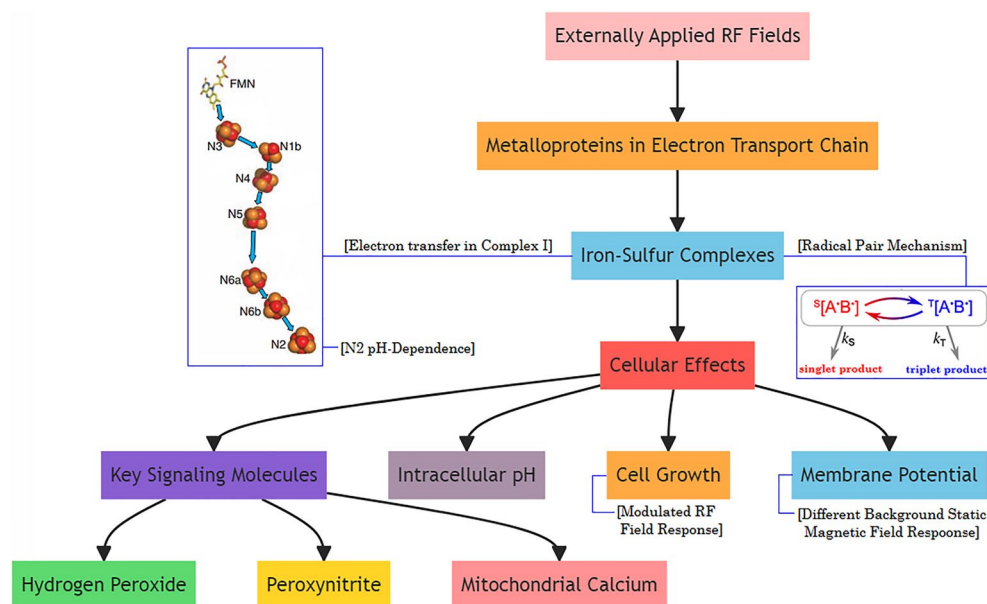 Externally Applied RF Fields
FMN
N3
N1b
N4
N5
N6a
N6b
N2
Metalloproteins in Electron Transport Chain
[Electron transfer in Complex I]
Iron-Sulfur Complexes
[Radical Pair Mechanism]
S[A•B•]
T[A•B•]
kS
kT
singlet product
triplet product
[N2 pH-Dependence]
Cellular Effects
Key Signaling Molecules
Intracellular pH
Cell Growth
Membrane Potential
[Modulated RF
Field Response]
[Different Background Static
Magnetic Field Respoonse]
Hydrogen Peroxide
Peroxynitrite
Mitochondrial Calcium